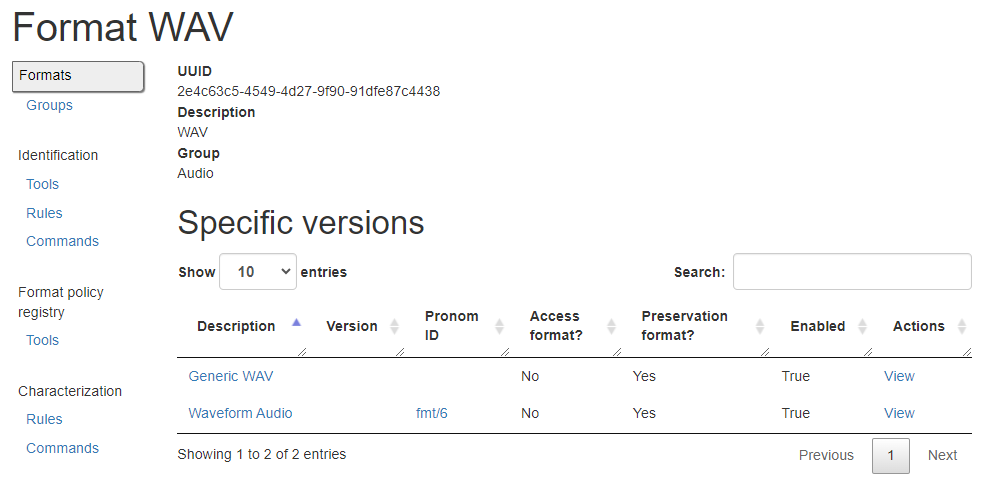 Format WAV
Formats
Groups
Identification
Tools
Rules
Commands
Format policy
registry
Tools
Characterization
Rules
Commands
UUID
2e4c63c5-4549-4d27-9f90-91dfe87c4438
Description
WAV
Group
Audio
Specific versions
Show 10 entries Search:
Description Version Pronom ID Access format? Preservation format? Enabled Actions
Generic WAV No Yes True View
Waveform Audio fmt/6 No Yes True View
Showing 1 to 2 of 2 entries Previous 1 Next